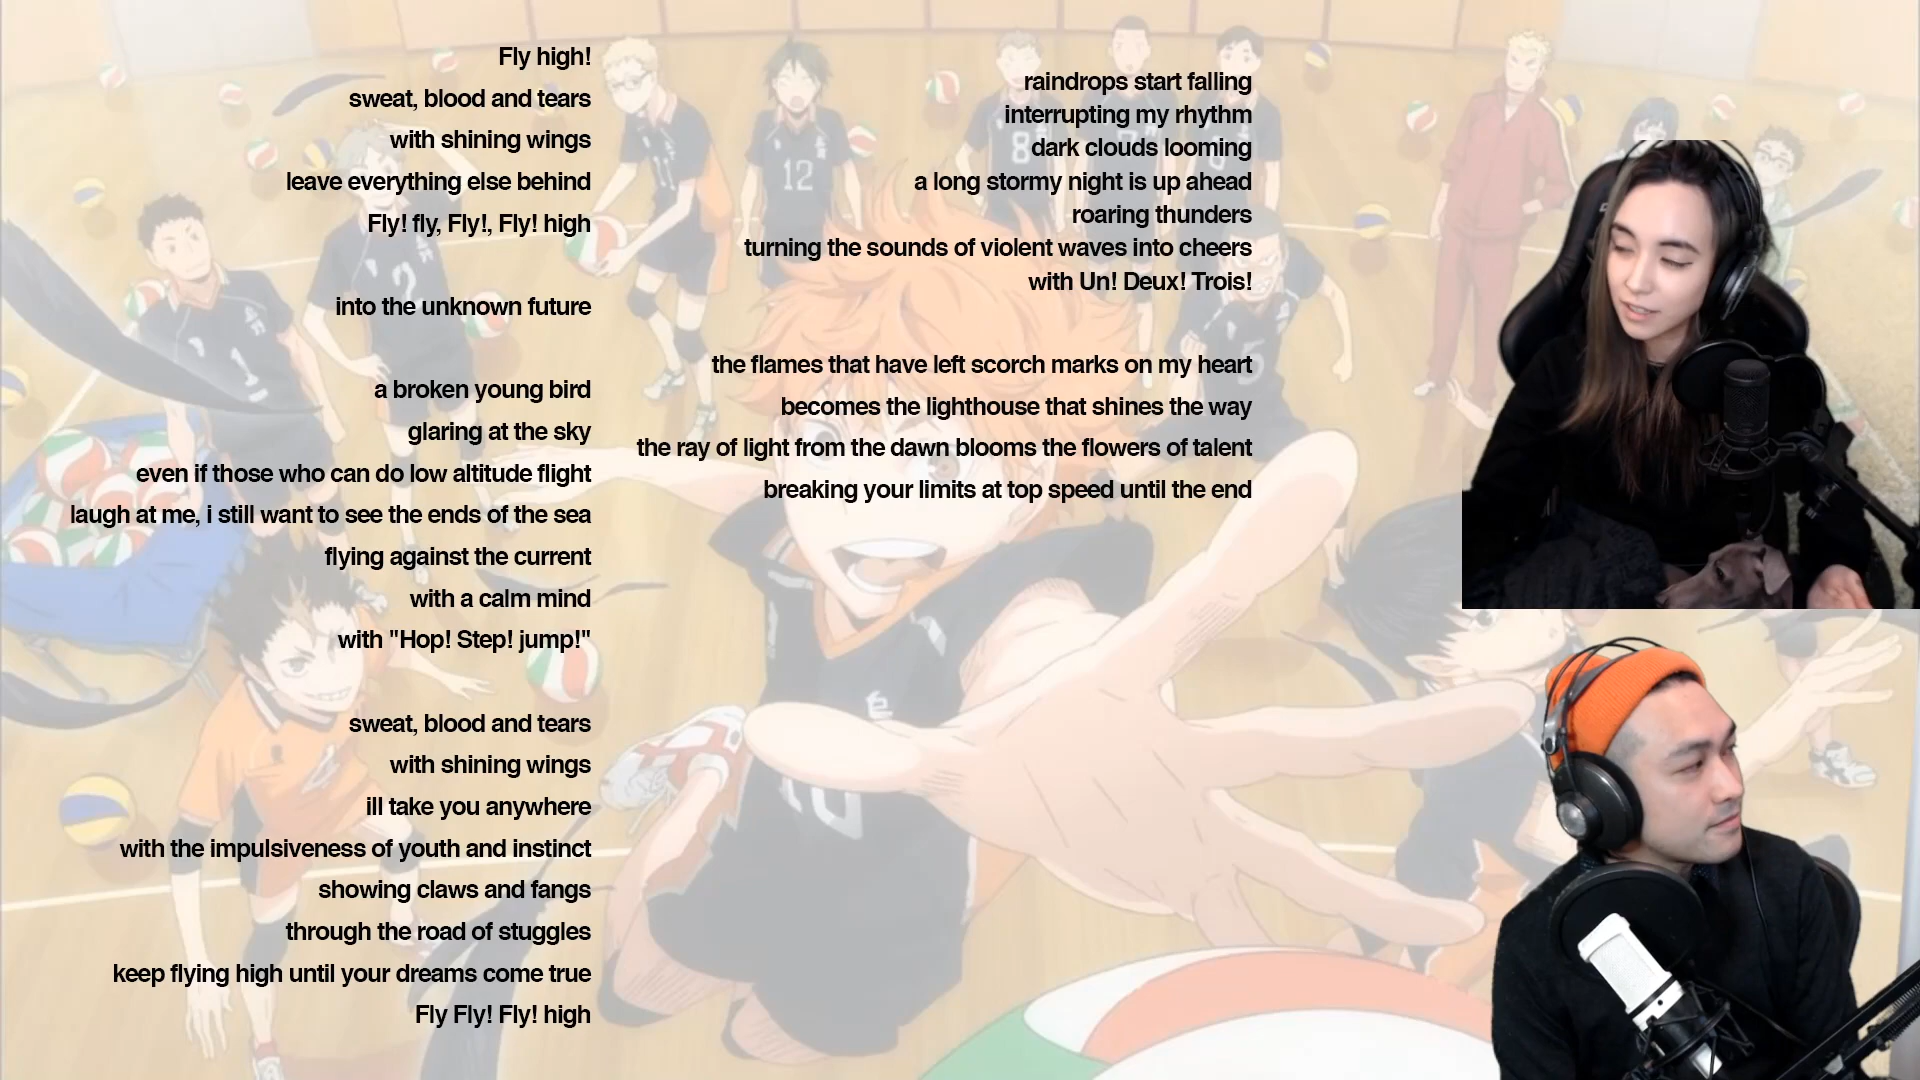 Fly high!
sweat, blood and tears
with shining wings
leave everything else behind
Fly! fly, Fly!, Fly! high
into the unknown future
a broken young bird
glaring at the sky
even if those who can do low altitude flight
laugh at me, i still want to see the ends of the sea
flying against the current
with a calm mind
with "Hop! Step! jump!"
sweat, blood and tears
with shining wings
ill take you anywhere
with the impulsiveness of youth and instinct
showing claws and fangs
through the road of stuggles
keep flying high until your dreams come true
Fly Fly! Fly! high
raindrops start falling
interrupting my rhythm
dark clouds looming
a long stormy night is up ahead
roaring thunders
turning the sounds of violent waves into cheers
with Un! Deux! Trois!
the flames that have left scorch marks on my heart
becomes the lighthouse that shines the way
the ray of light from the dawn blooms the flowers of talent
breaking your limits at top speed until the end
12
8
1
2
5
10